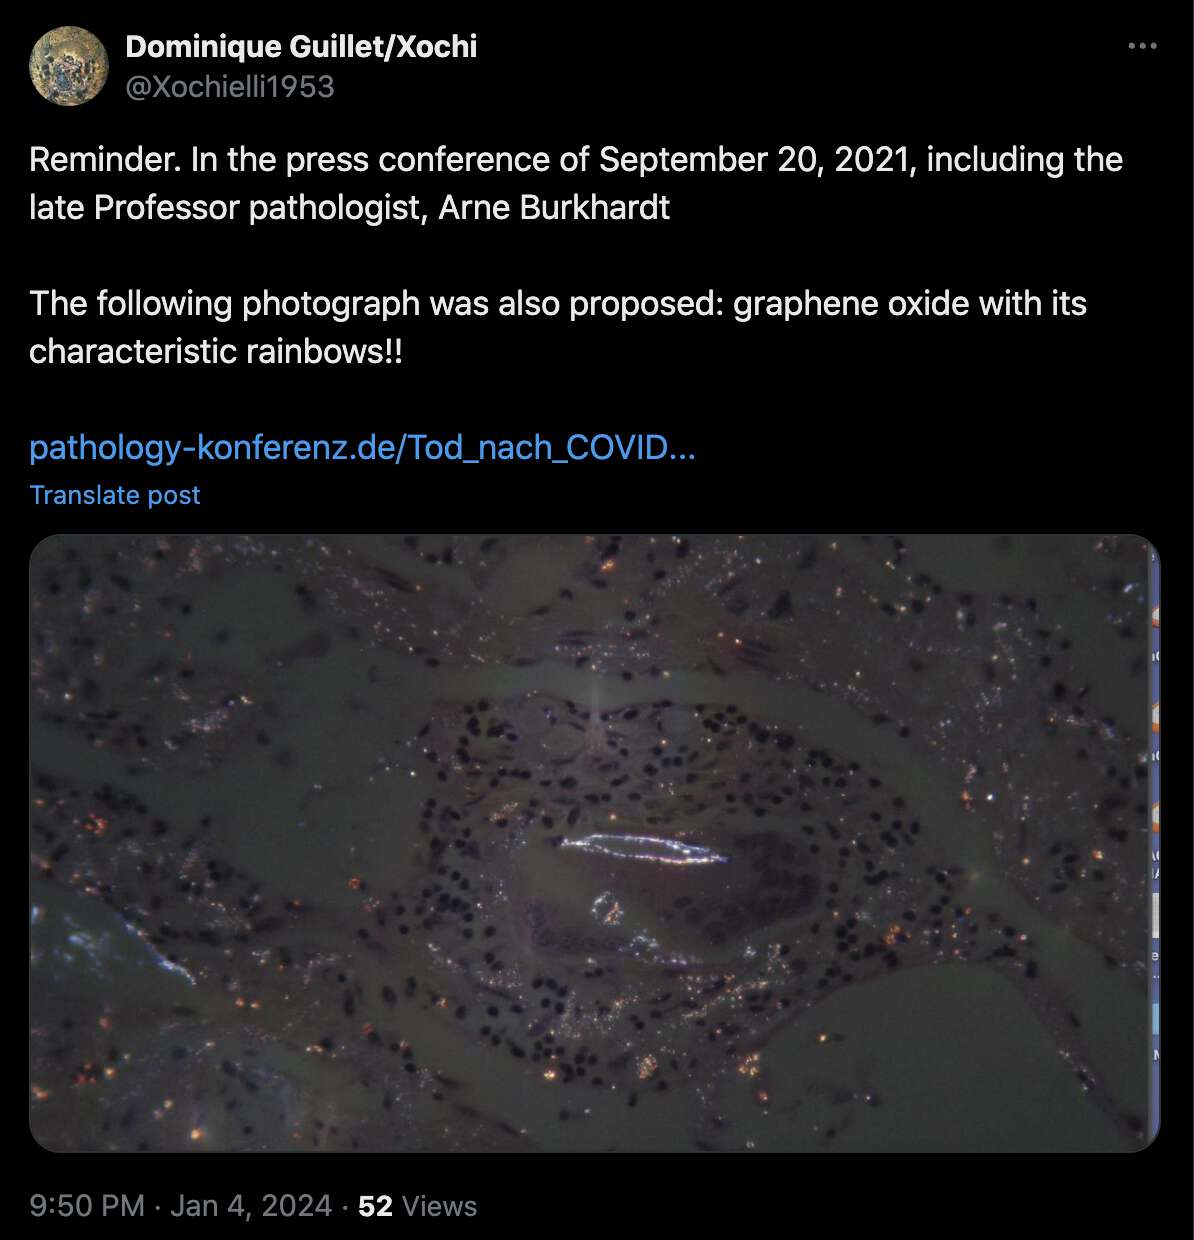 Dominique Guillet/Xochi
@Xochielli1953
Reminder. In the press conference of September 20, 2021, including the
late Professor pathologist, Arne Burkhardt
The following photograph was also proposed: graphene oxide with its
characteristic rainbows!!
pathology-konferenz.de/Tod_nach_COVID...
Translate post
9:50 PM · Jan 4, 2024 · 52 Views